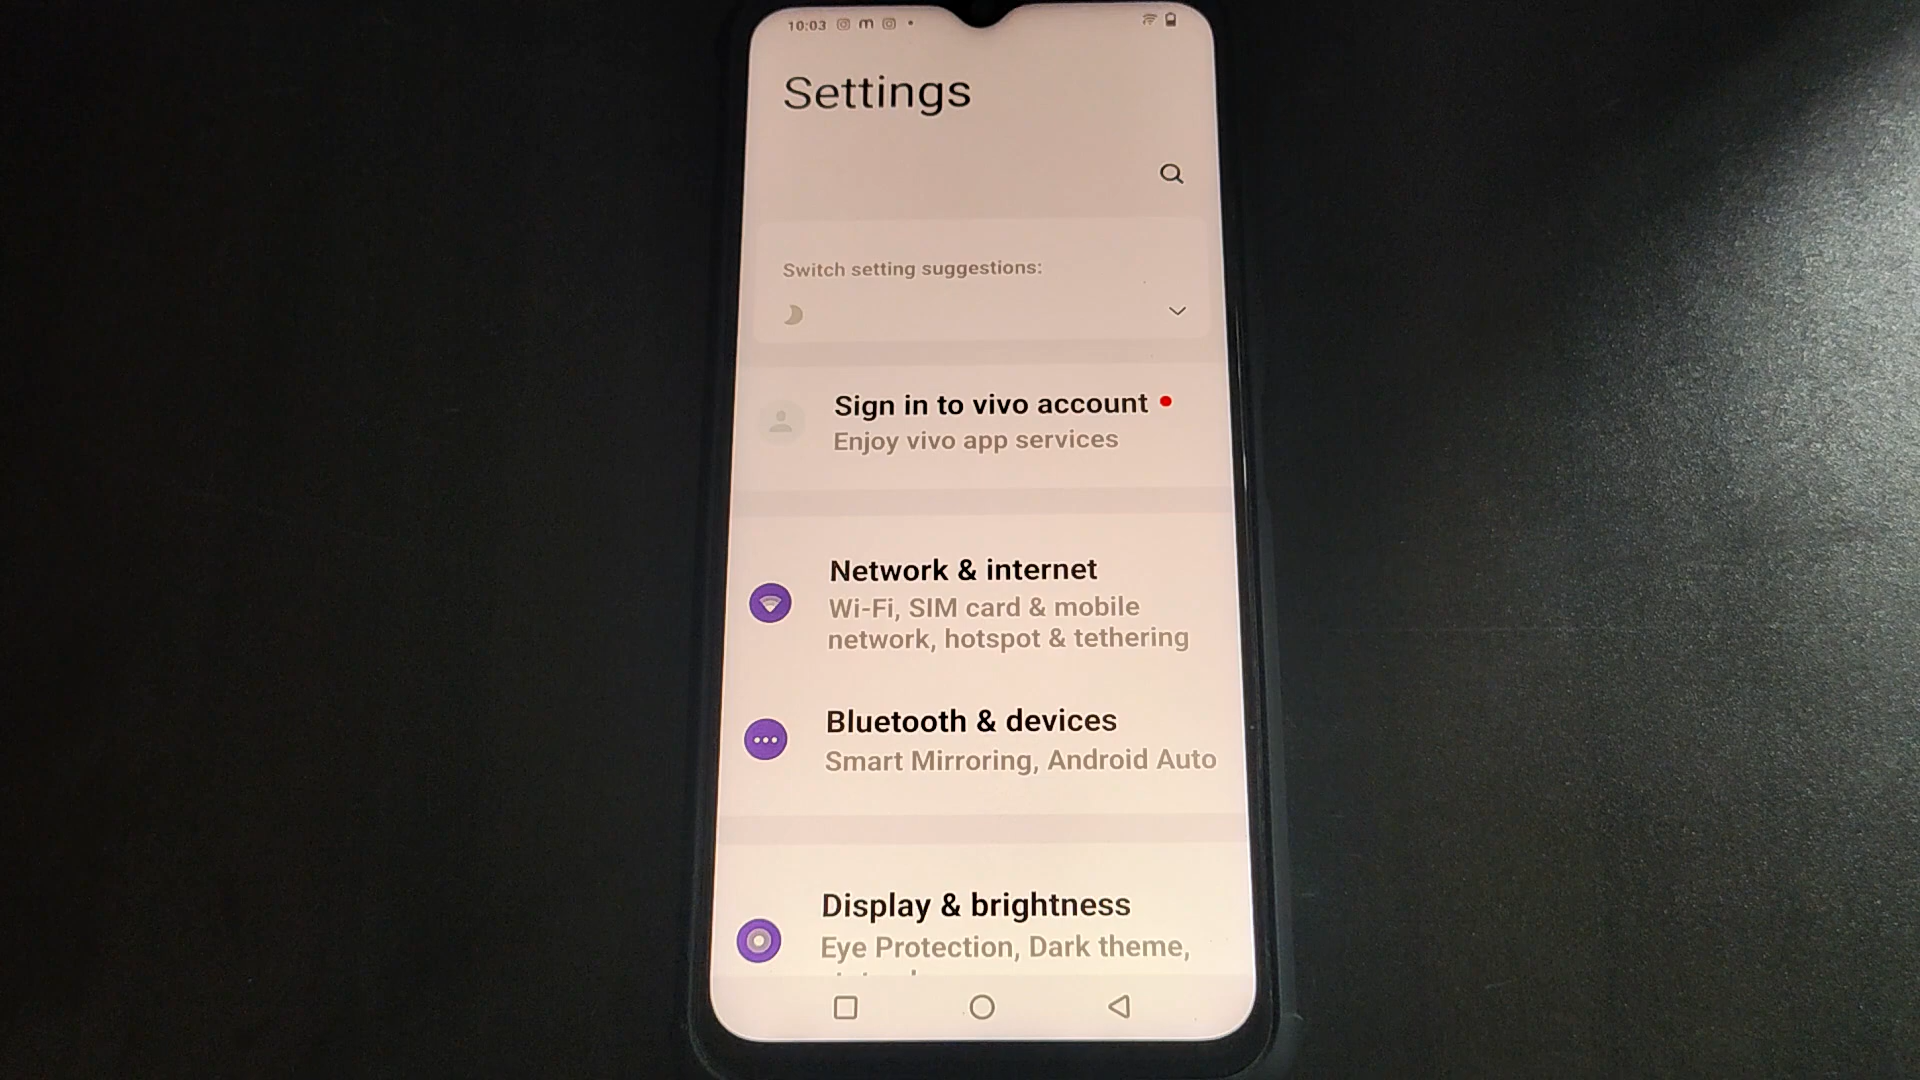 10:03
Settings
Switch setting suggestions:
Sign in to vivo account
Enjoy vivo app services
Network & internet
Wi-Fi, SIM card & mobile
network, hotspot & tethering
Bluetooth & devices
Smart Mirroring, Android Auto
Display & brightness
Eye Protection, Dark theme,